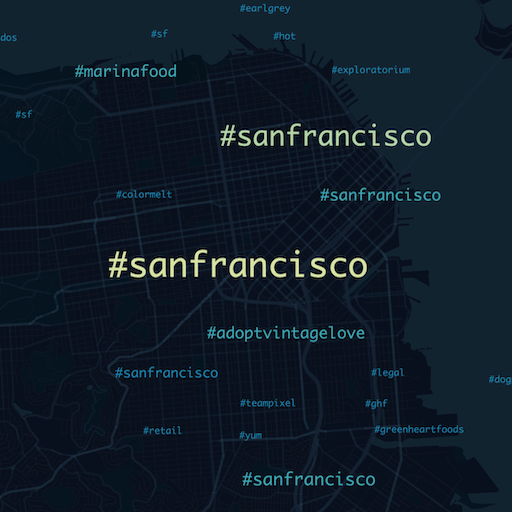 #earlgrey
#sf
#hot
dos
#marinafood
#exploratorium
#sf
#sanfrancisco
#colormelt
#sanfrancisco
#sanfrancisco
#adoptvintagelove
#sanfrancisco
#legal
#dog
#teampixel
#ghf
#retail
#yum
#greenheartfoods
#sanfrancisco